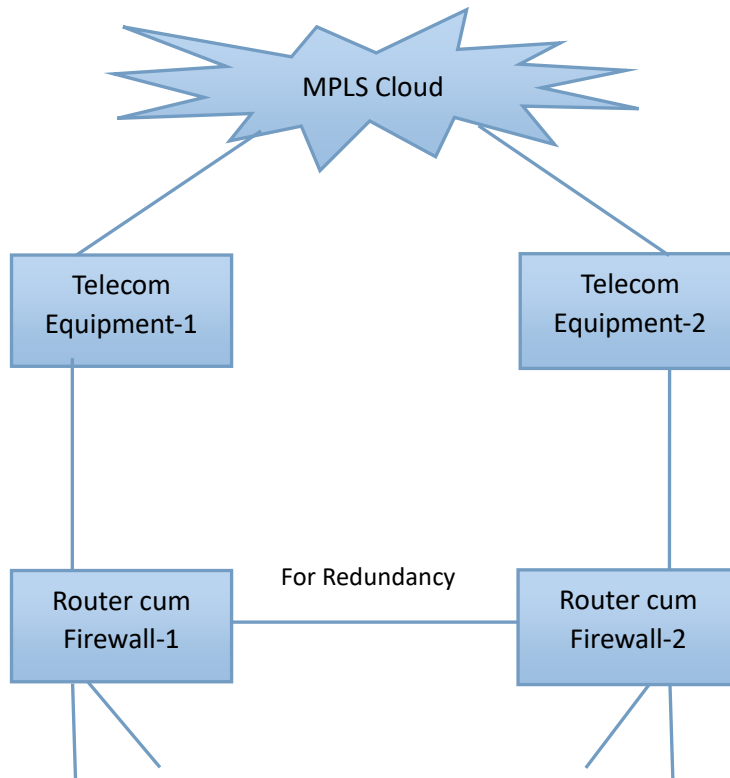 MPLS Cloud
Telecom
Equipment-1
Telecom
Equipment-2
For Redundancy
Router cum
Firewall-1
Router cum
Firewall-2